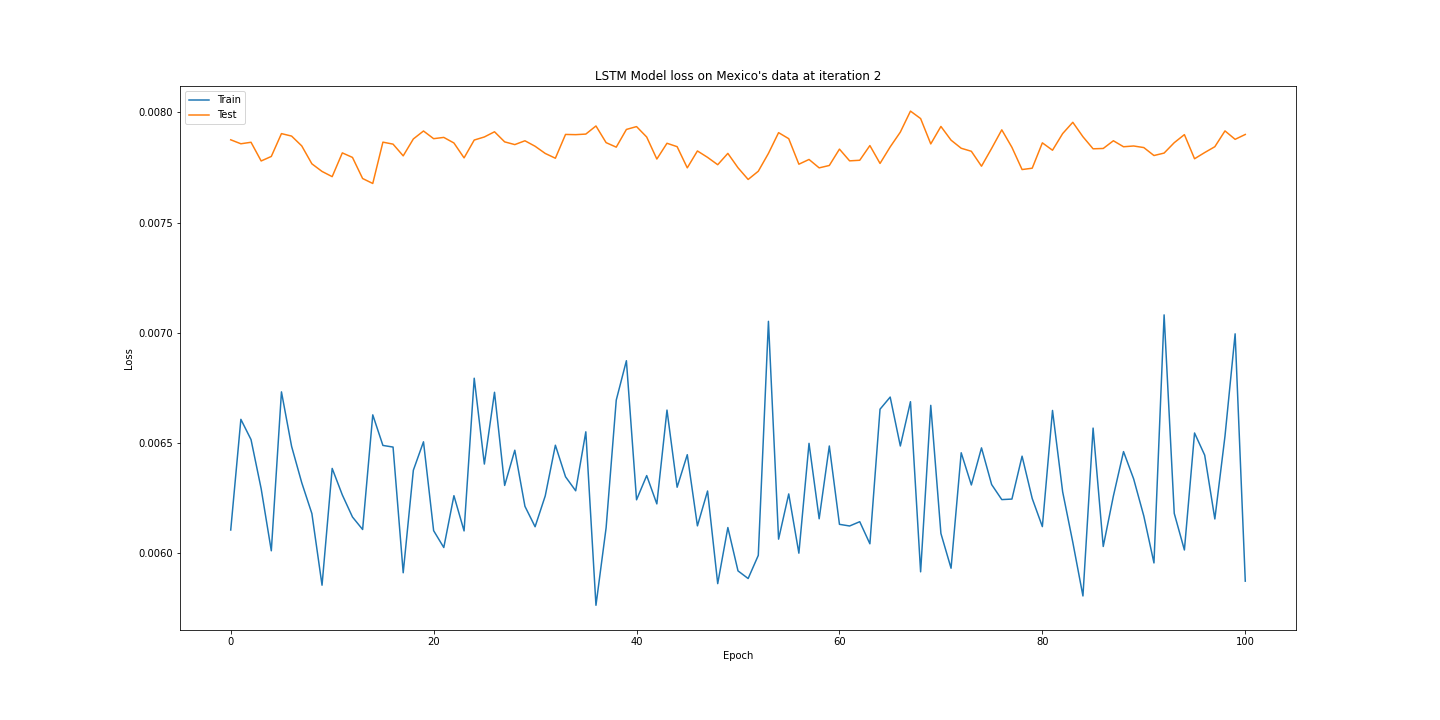 LSTM Model loss on Mexico's data at iteration 2
Train
Test
0.0080
0.0075
0.0070
0.0065
0.0060
Loss
0 20 40 60 80 100
Epoch